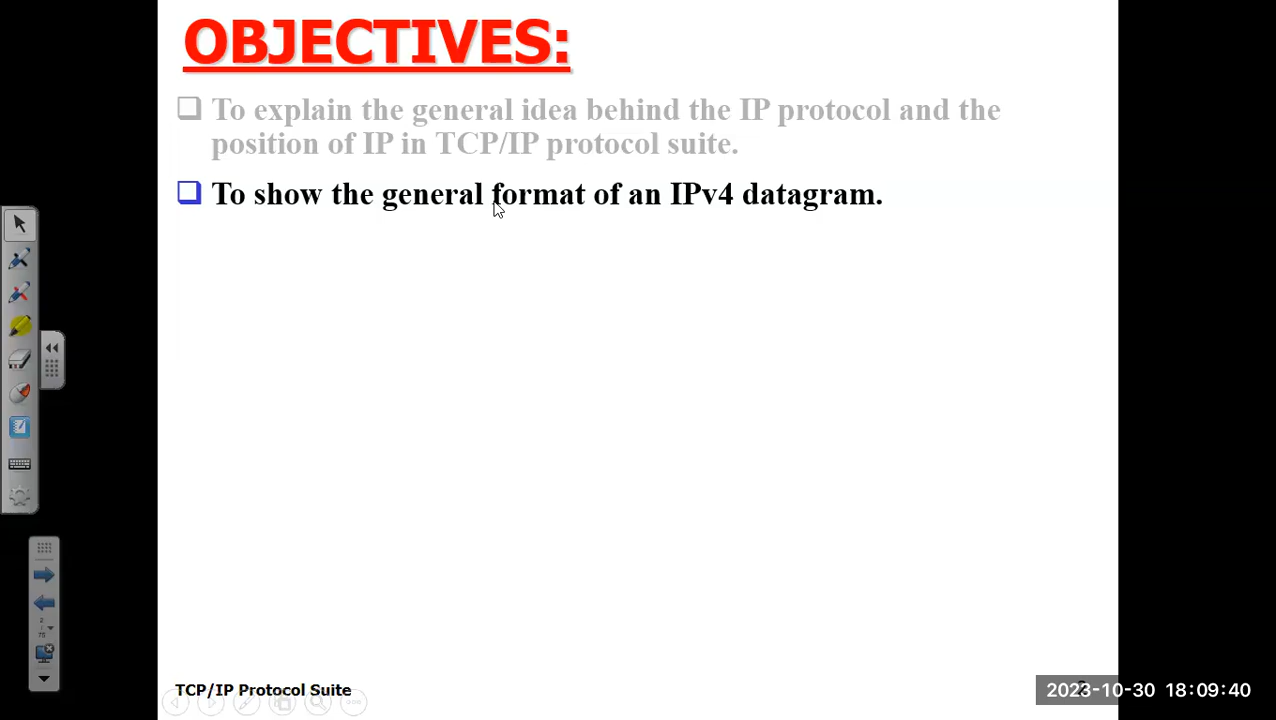 OBJECTIVES:
To explain the general idea behind the IP protocol and the
position of IP in TCP/IP protocol suite.
To show the general format of an IPv4 datagram.
2
75
TCP/IP Protocol Suite
2023-10-30 18:09:40